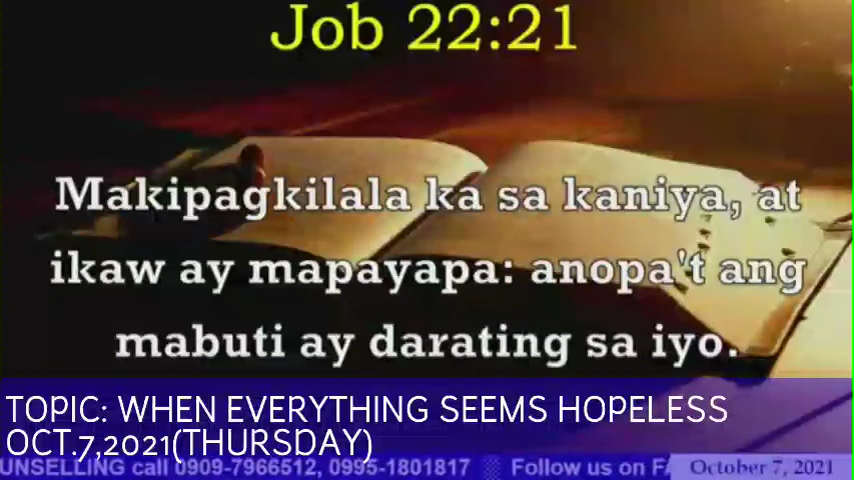 Job 22:21
Makipagkilala ka sa kaniya, at
ikaw ay mapayapa: anopa't ang
mabuti ay darating sa iyo.
TOPIC: WHEN EVERYTHING SEEMS HOPELESS
OCT.7,2021(THURSDAY)
UNSELLING call 0909-7966512, 0995-1801817 Follow us on FA October 7, 2021